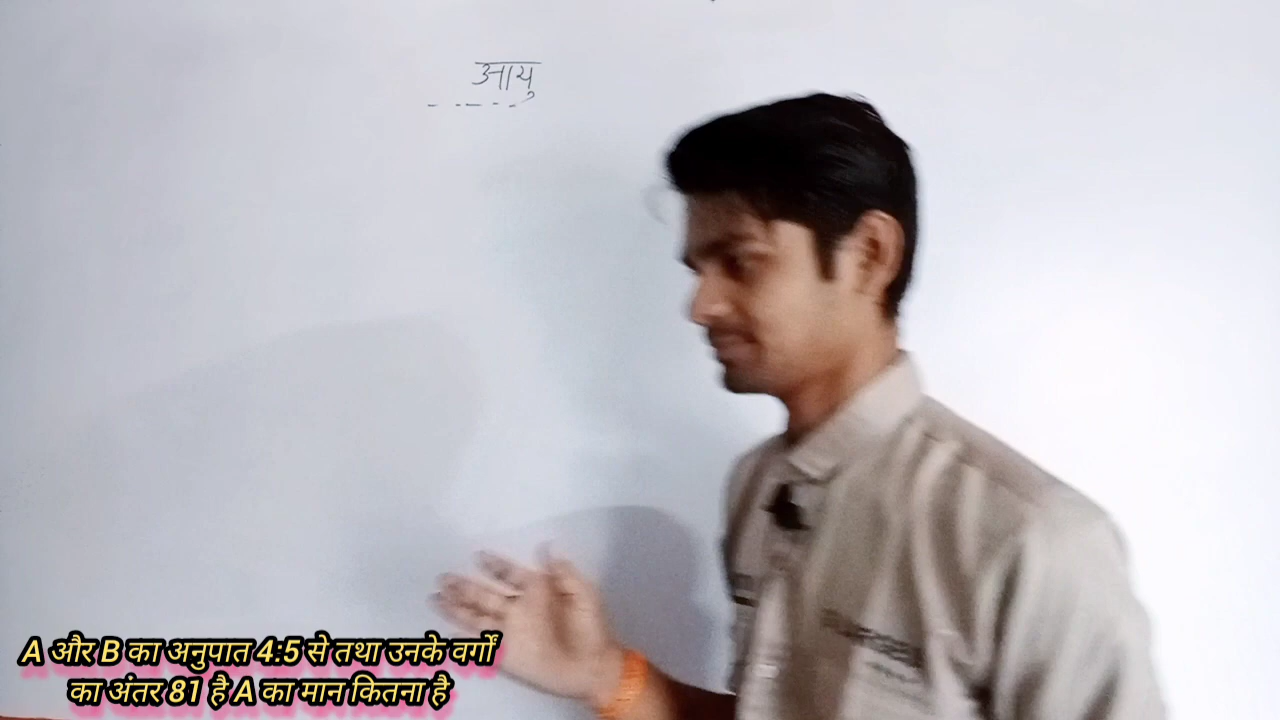 आयु
A और B का अनुपात 4:5 से तथा उनके वर्गों
का अंतर 81 है A का मान कितना है